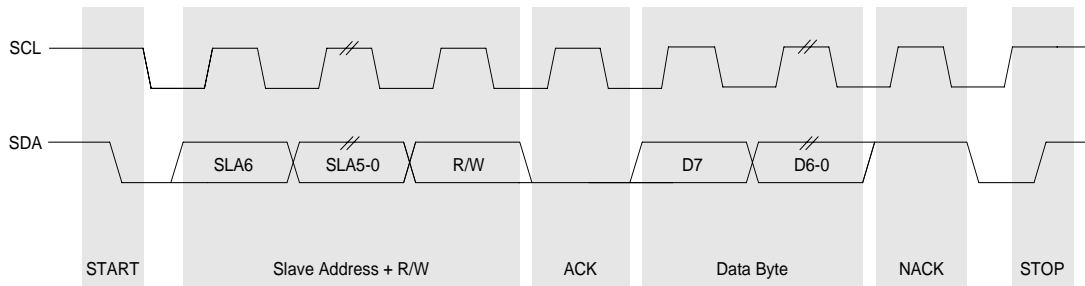 SCL
SDA
SLA6 SLA5-0 R/W D7 D6-0
START Slave Address + R/W ACK Data Byte NACK STOP